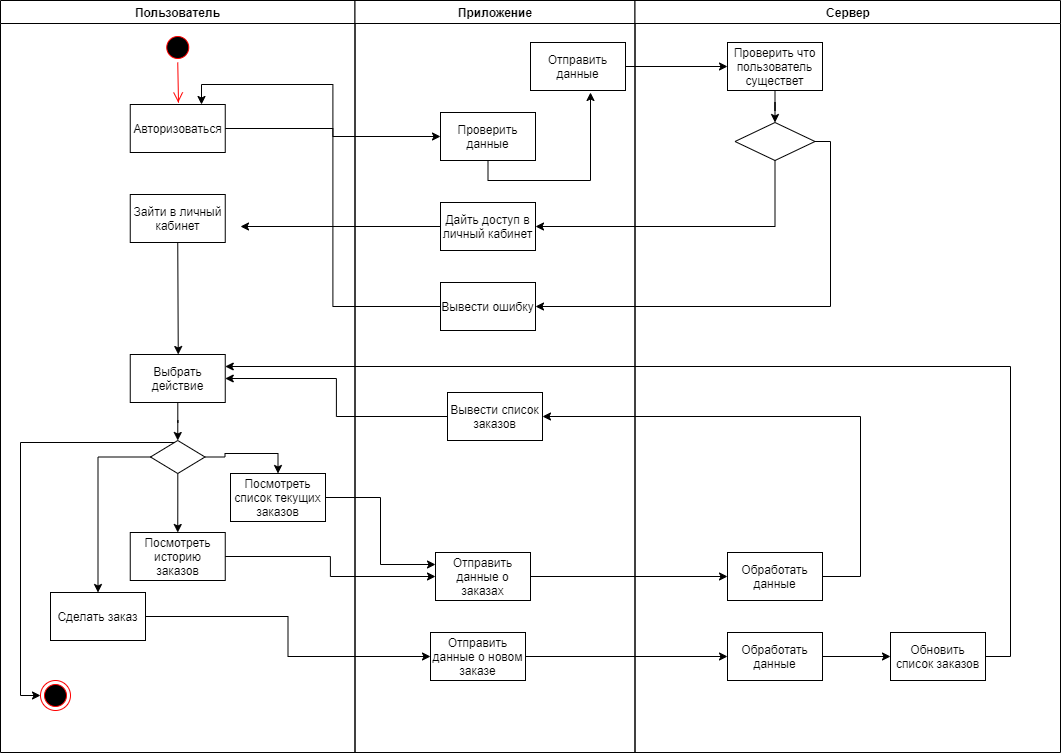 Пользователь
Приложение
Сервер
Отправить
данные
Проверить что
пользователь
существет
Авторизоваться
Проверить
данные
Зайти в личный
кабинет
Дайть доступ в
личный кабинет
Вывести ошибку
Выбрать
действие
Вывести список
заказов
Посмотреть
список текущих
заказов
Посмотреть
историю
заказов
Отправить
данные о
заказах
Обработать
данные
Сделать заказ
Отправить
данные о новом
заказе
Обработать
данные
Обновить
список заказов